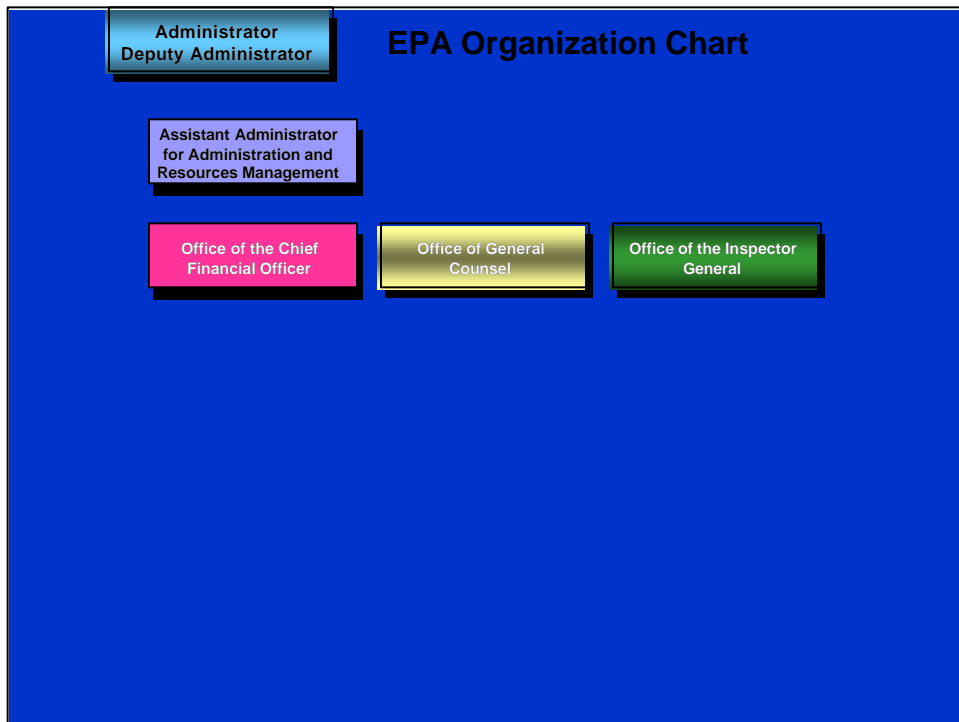 Administrator
Deputy Administrator
EPA Organization Chart
Assistant Administrator
for Administration and
Resources Management
Office of the Chief
Financial Officer
Office of General
Counsel
Office of the Inspector
General